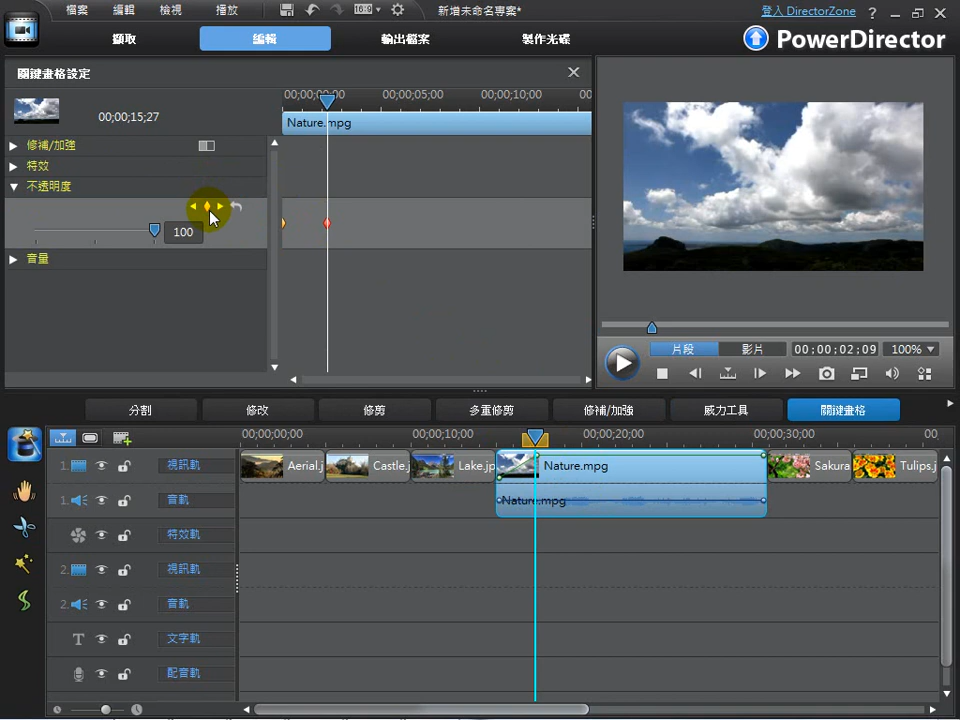 檔案 編輯 檢視 播放 16:9 新增未命名專案* 登入 DirectorZone ?
擷取 編輯 輸出檔案 製作光碟 PowerDirector
關鍵畫格設定
00;00;00;00 00;00;05;00 00;00;10;00 00
00;00;15;27
Nature.mpg
修補/加強
特效
不透明度
100
音量
片段 影片 00;00;02;09 100%
分割 修改 修剪 多重修剪 修補/加強 威力工具 關鍵畫格
00;00;00;00 00;00;10;00 00;00;20;00 00;00;30;00 00;
1. 視訊軌 Aerial.j Castle.j Lake.jp Nature.mpg Sakura Tulips.j
1. 音軌 Nature.mpg
特效軌
2. 視訊軌
2. 音軌
T 文字軌
配音軌